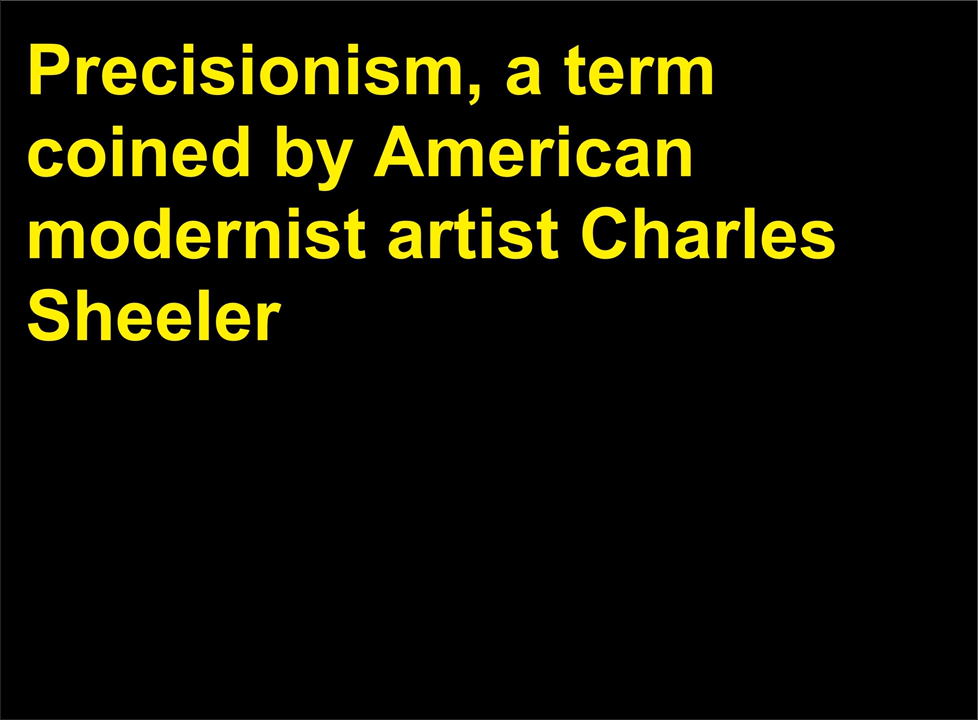 Precisionism, a term
coined by American
modernist artist Charles
Sheeler